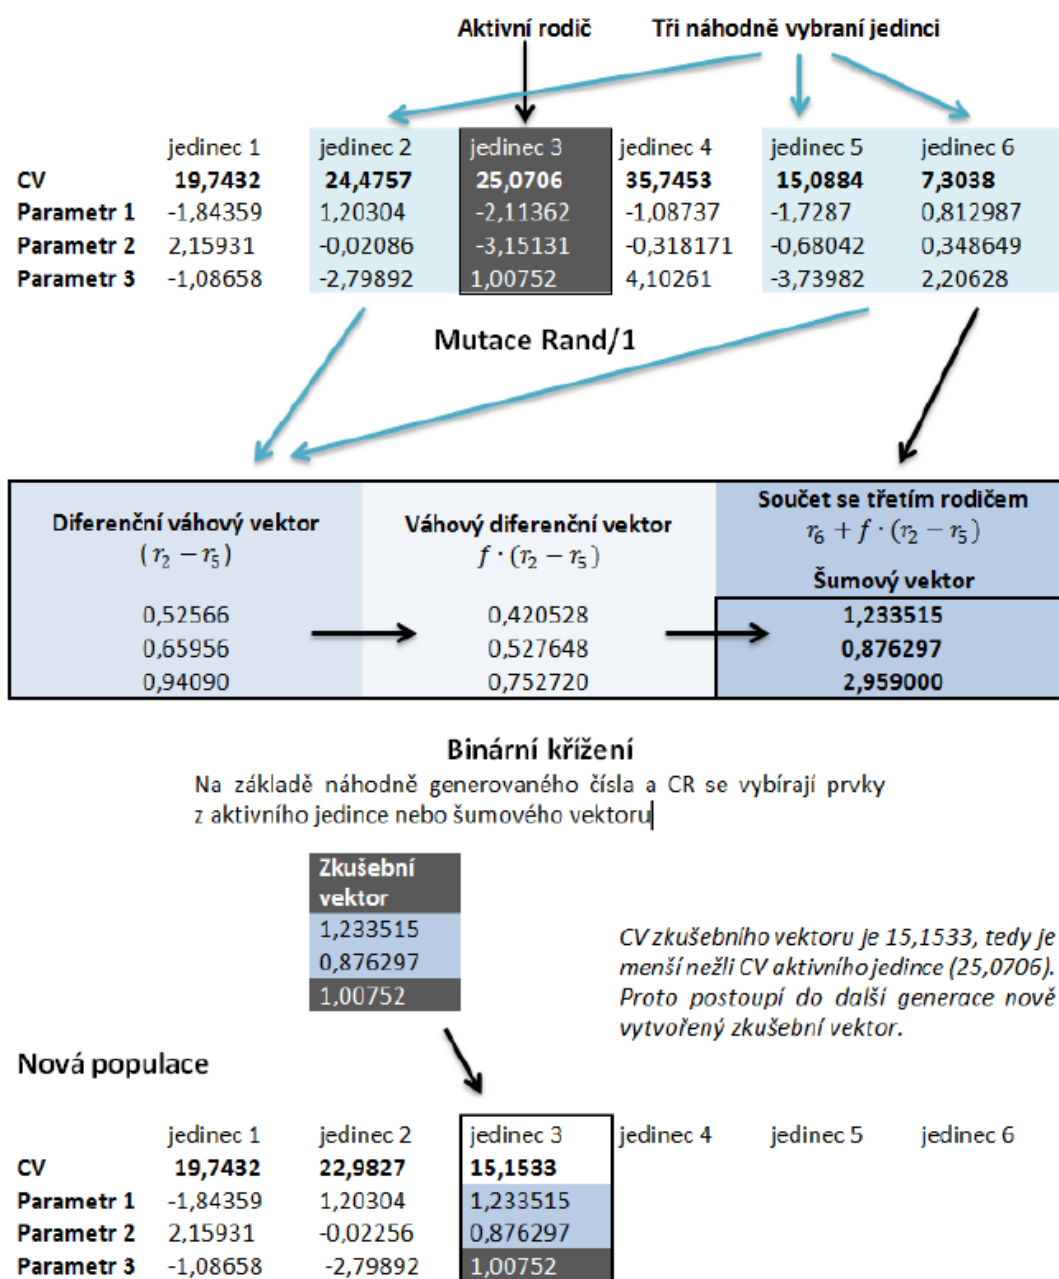 Aktivní rodič Tři náhodně vybraní jedinci
jedinec 1 jedinec 2 jedinec 3 jedinec 4 jedinec 5 jedinec 6
CV 19,7432 24,4757 25,0706 35,7453 15,0884 7,3038
Parametr 1 -1,84359 1,20304 -2,11362 -1,08737 -1,7287 0,812987
Parametr 2 2,15931 -0,02086 -3,15131 -0,318171 -0,68042 0,348649
Parametr 3 -1,08658 -2,79892 1,00752 4,10261 -3,73982 2,20628
Mutace Rand/1
Diferenční váhový vektor
(r₂ − r₅)
0,52566
0,65956
0,94090
Váhový diferenční vektor
f · (r₂ − r₅)
0,420528
0,527648
0,752720
Součet se třetím rodičem
r₆ + f · (r₂ − r₅)
Šumový vektor
1,233515
0,876297
2,959000
Binární křížení
Na základě náhodně generovaného čísla a CR se vybírají prvky
z aktivního jedince nebo šumového vektoru
Zkušební
vektor
1,233515
0,876297
1,00752
CV zkušebního vektoru je 15,1533, tedy je
menší nežli CV aktivního jedince (25,0706).
Proto postoupí do další generace nově
vytvořený zkušební vektor.
Nová populace
jedinec 1 jedinec 2 jedinec 3 jedinec 4 jedinec 5 jedinec 6
CV 19,7432 22,9827 15,1533
Parametr 1 -1,84359 1,20304 1,233515
Parametr 2 2,15931 -0,02256 0,876297
Parametr 3 -1,08658 -2,79892 1,00752